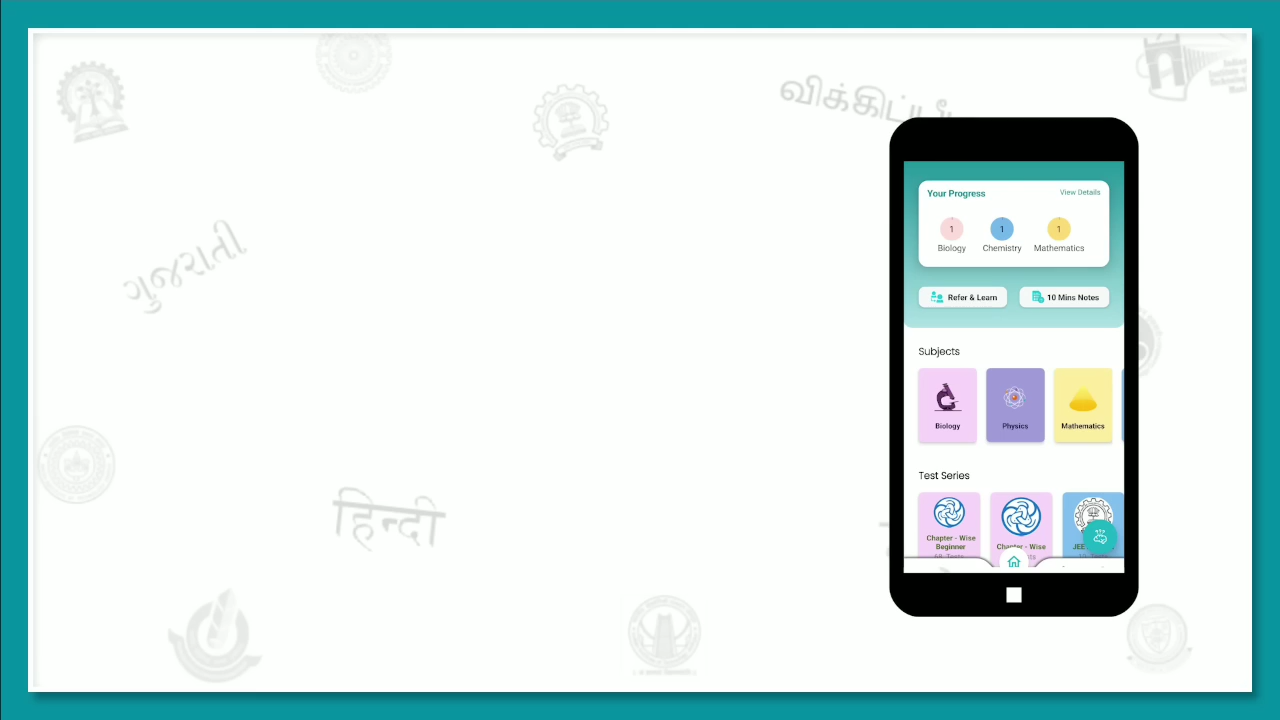 ગુજરાતી
हिन्दी
Your Progress
View Details
1
1
1
Biology
Chemistry
Mathematics
Refer & Learn
10 Mins Notes
Subjects
Biology
Physics
Mathematics
Test Series
Chapter - Wise
Beginner
Chapter - Wise